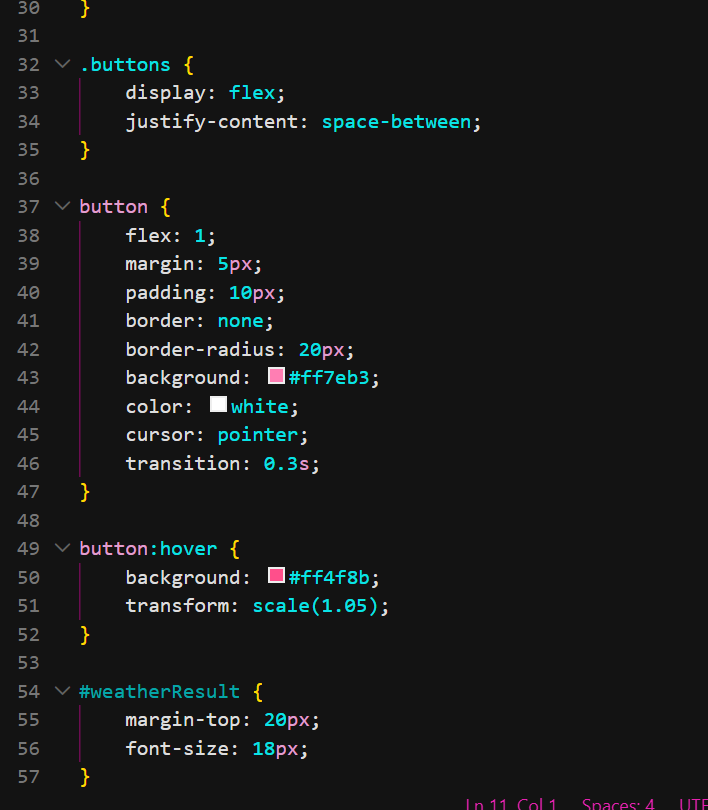 30 }
31
32 .buttons {
33 display: flex;
34 justify-content: space-between;
35 }
36
37 button {
38 flex: 1;
39 margin: 5px;
40 padding: 10px;
41 border: none;
42 border-radius: 20px;
43 background: #ff7eb3;
44 color: white;
45 cursor: pointer;
46 transition: 0.3s;
47 }
48
49 button:hover {
50 background: #ff4f8b;
51 transform: scale(1.05);
52 }
53
54 #weatherResult {
55 margin-top: 20px;
56 font-size: 18px;
57 }
Ln 11, Col 1 Spaces: 4 UTF